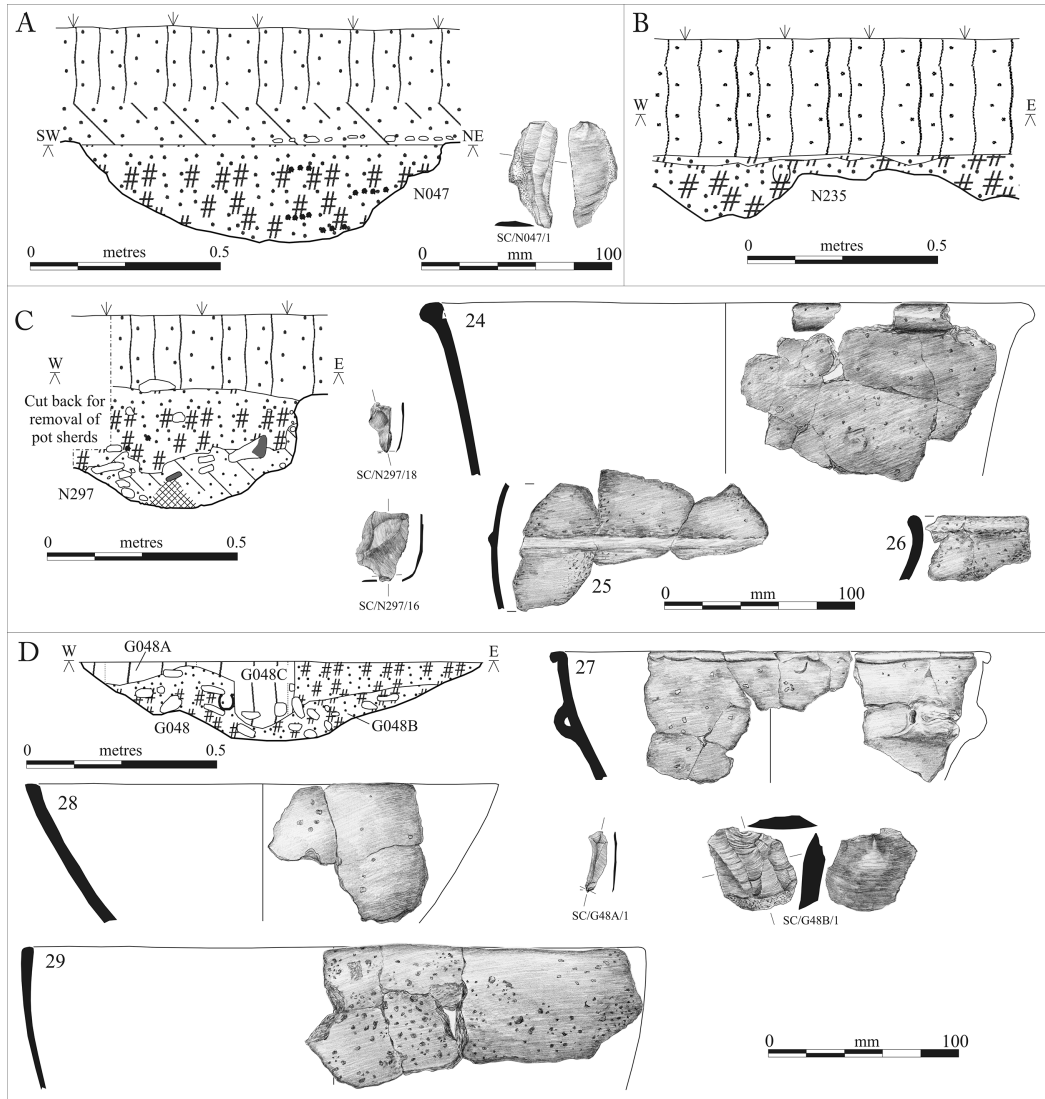 A
SW
NE
N047
0 metres 0.5
SC/N047/1
0 mm 100
B
W
E
N235
0 metres 0.5
C
W
E
Cut back for
removal of
pot sherds
N297
0 metres 0.5
SC/N297/18
SC/N297/16
24
25
26
0 mm 100
D
W
E
G048A
G048C
G048
G048B
0 metres 0.5
27
28
SC/G48A/1
SC/G48B/1
29
0 mm 100